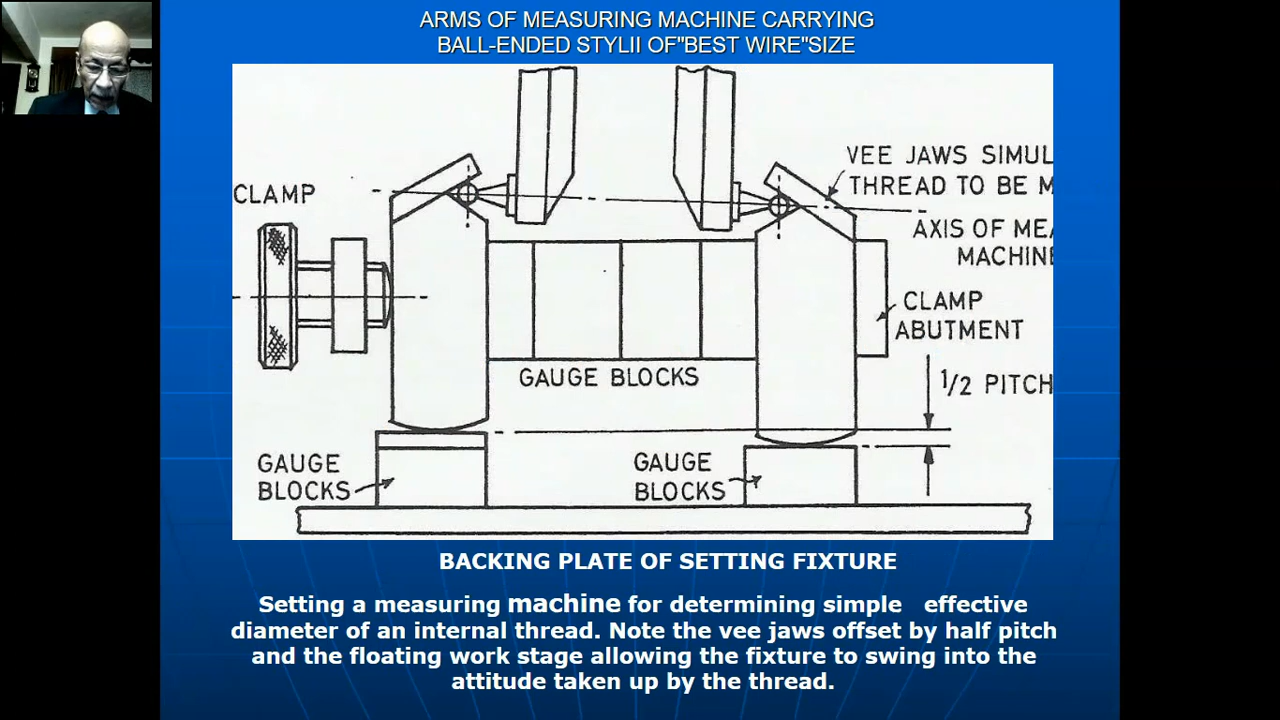 ARMS OF MEASURING MACHINE CARRYING
BALL-ENDED STYLII OF"BEST WIRE"SIZE
VEE JAWS SIMUL
THREAD TO BE M
CLAMP
AXIS OF MEA
MACHINE
CLAMP
ABUTMENT
GAUGE BLOCKS
1/2 PITCH
GAUGE
BLOCKS
GAUGE
BLOCKS
BACKING PLATE OF SETTING FIXTURE
Setting a measuring machine for determining simple effective
diameter of an internal thread. Note the vee jaws offset by half pitch
and the floating work stage allowing the fixture to swing into the
attitude taken up by the thread.